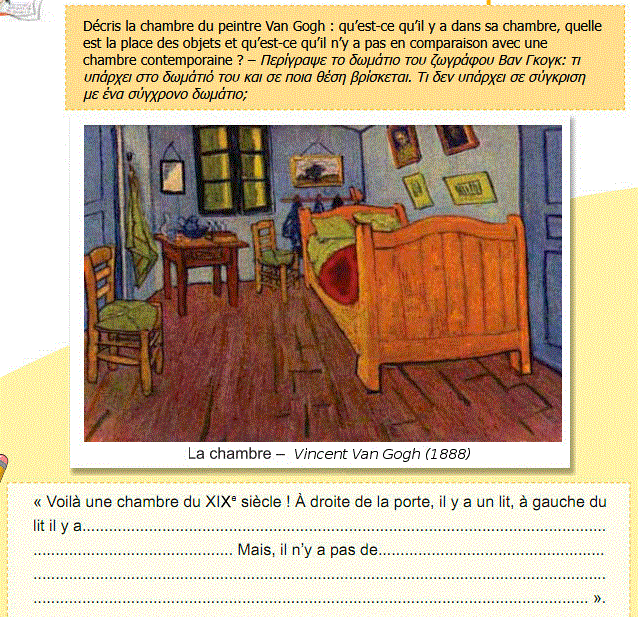 Décris la chambre du peintre Van Gogh : qu’est-ce qu’il y a dans sa chambre, quelle
est la place des objets et qu’est-ce qu’il n’y a pas en comparaison avec une
chambre contemporaine ? – Περίγραψε το δωμάτιο του ζωγράφου Βαν Γκογκ: τι
υπάρχει στο δωμάτιό του και σε ποια θέση βρίσκεται. Τι δεν υπάρχει σε σύγκριση
με ένα σύγχρονο δωμάτιο;
La chambre – Vincent Van Gogh (1888)
« Voilà une chambre du XIXᵉ siècle ! À droite de la porte, il y a un lit, à gauche du
lit il y a....................................................................................................................
............................................ Mais, il n’y a pas de..................................................
................................................................................................................................
............................................................................................................................ ».